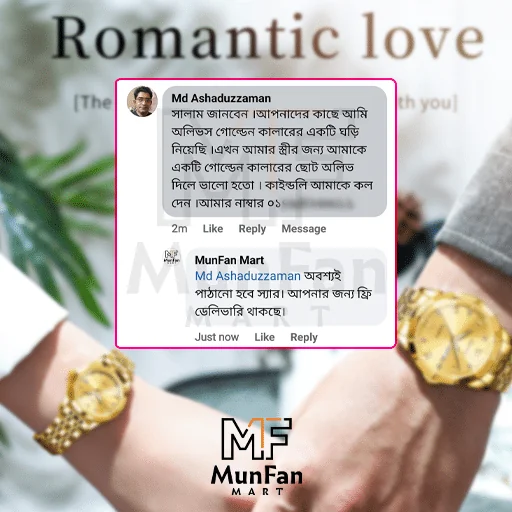 Romantic love
[The
th you]
Md Ashaduzzaman
সালাম জানবেন ।আপনাদের কাছে আমি
অলিভস গোল্ডেন কালারের একটি ঘড়ি
নিয়েছি ।এখন আমার স্ত্রীর জন্য আমাকে
একটি গোল্ডেন কালারের ছোট অলিভ
দিলে ভালো হতো । কাইন্ডলি আমাকে কল
দেন ।আমার নাম্বার ০১
2m Like Reply Message
MunFan Mart
Md Ashaduzzaman অবশ্যই
পাঠানো হবে স্যার। আপনার জন্য ফ্রি
ডেলিভারি থাকছে।
Just now Like Reply
MunFan
MART
MF
MunFan
MART